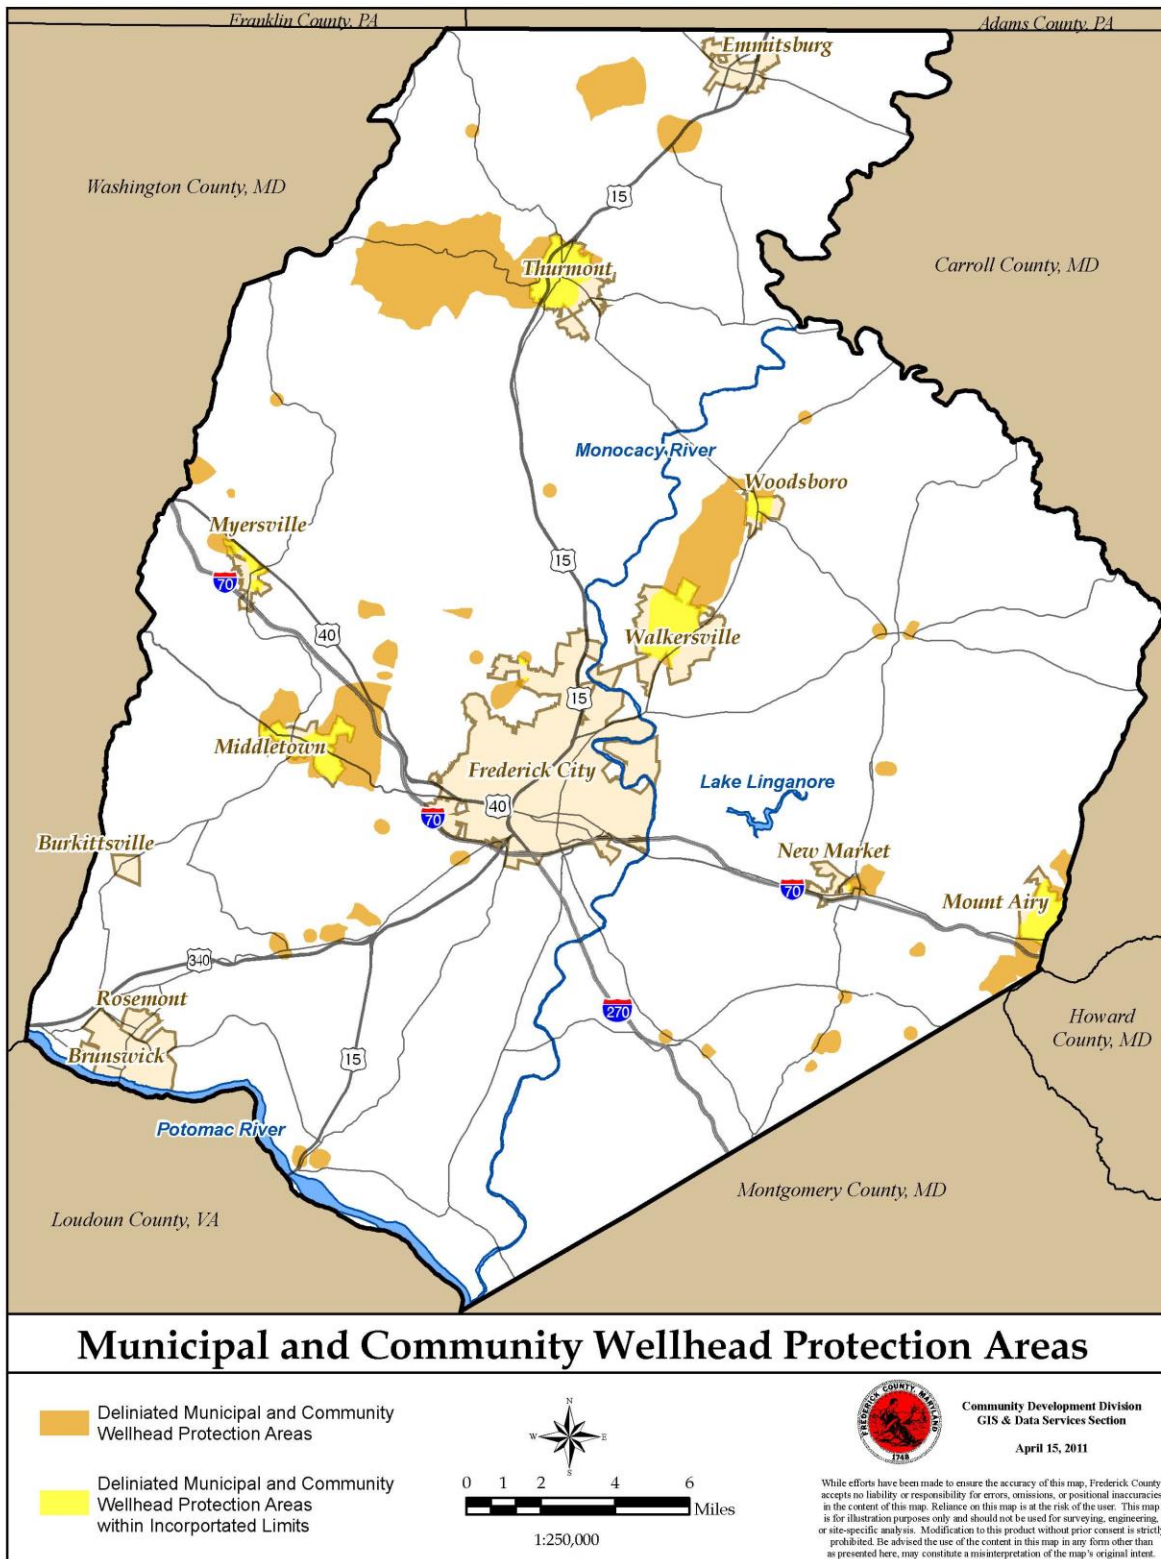 Franklin County, PA
Adams County, PA
Emmitsburg
Washington County, MD
15
Carroll County, MD
Thurmont
Monocacy River
Woodsboro
Myersville
15
70
40
Walkersville
15
Middletown
Frederick City
Lake Linganore
40
70
Burkittsville
New Market
70
Mount Airy
340
Rosemont
270
Howard
County, MD
Brunswick
15
Potomac River
Montgomery County, MD
Loudoun County, VA
Municipal and Community Wellhead Protection Areas
Deliniated Municipal and Community
Wellhead Protection Areas
Deliniated Municipal and Community
Wellhead Protection Areas
within Incorportated Limits
N
W
E
S
0 1 2 4 6
Miles
1:250,000
FREDERICK COUNTY, MARYLAND
1748
Community Development Division
GIS & Data Services Section
April 15, 2011
While efforts have been made to ensure the accuracy of this map, Frederick County
accepts no liability or responsibility for errors, omissions, or positional inaccuracies
in the content of this map. Reliance on this map is at the risk of the user. This map
is for illustration purposes only and should not be used for surveying, engineering,
or site-specific analysis. Modification to this product without prior consent is strictly
prohibited. Be advised the use of the content in this map in any form other than
as presented here, may constitute a misinterpretation of the map's original intent.